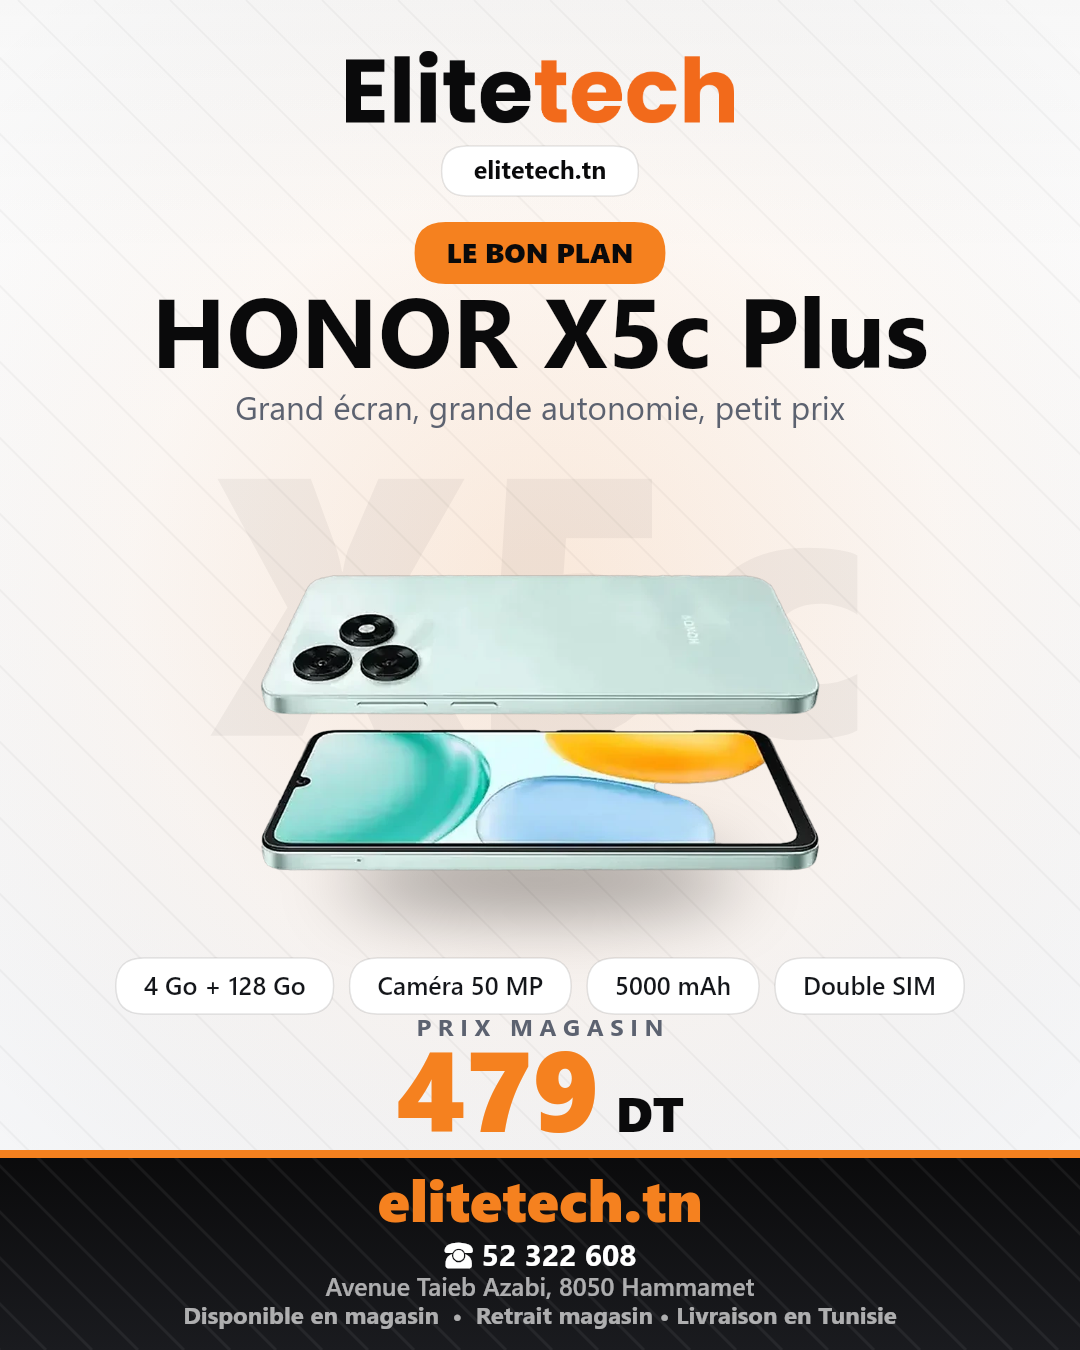 Elitetech
elitetech.tn
LE BON PLAN
HONOR X5c Plus
Grand écran, grande autonomie, petit prix
X5c
HONOR
4 Go + 128 Go
Caméra 50 MP
5000 mAh
Double SIM
PRIX MAGASIN
479 DT
elitetech.tn
☎ 52 322 608
Avenue Taieb Azabi, 8050 Hammamet
Disponible en magasin • Retrait magasin • Livraison en Tunisie